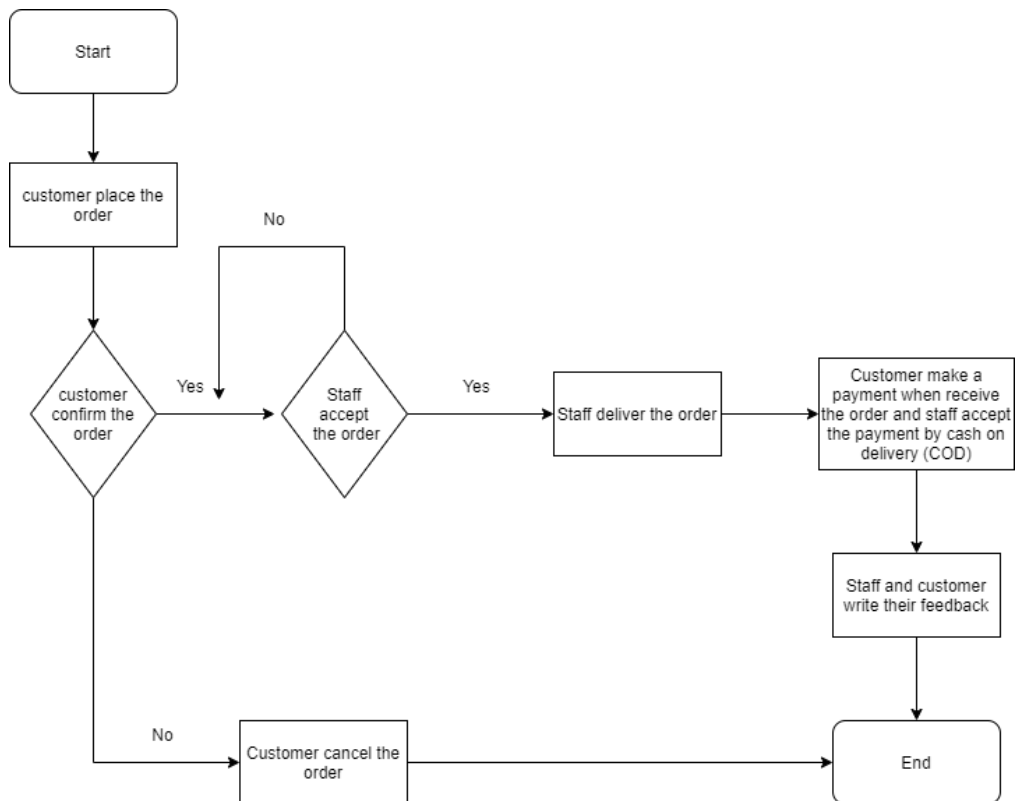 Start
customer place the
order
No
customer
confirm the
order
Yes
Staff
accept
the order
Yes
Staff deliver the order
Customer make a
payment when receive
the order and staff accept
the payment by cash on
delivery (COD)
Staff and customer
write their feedback
No
Customer cancel the
order
End